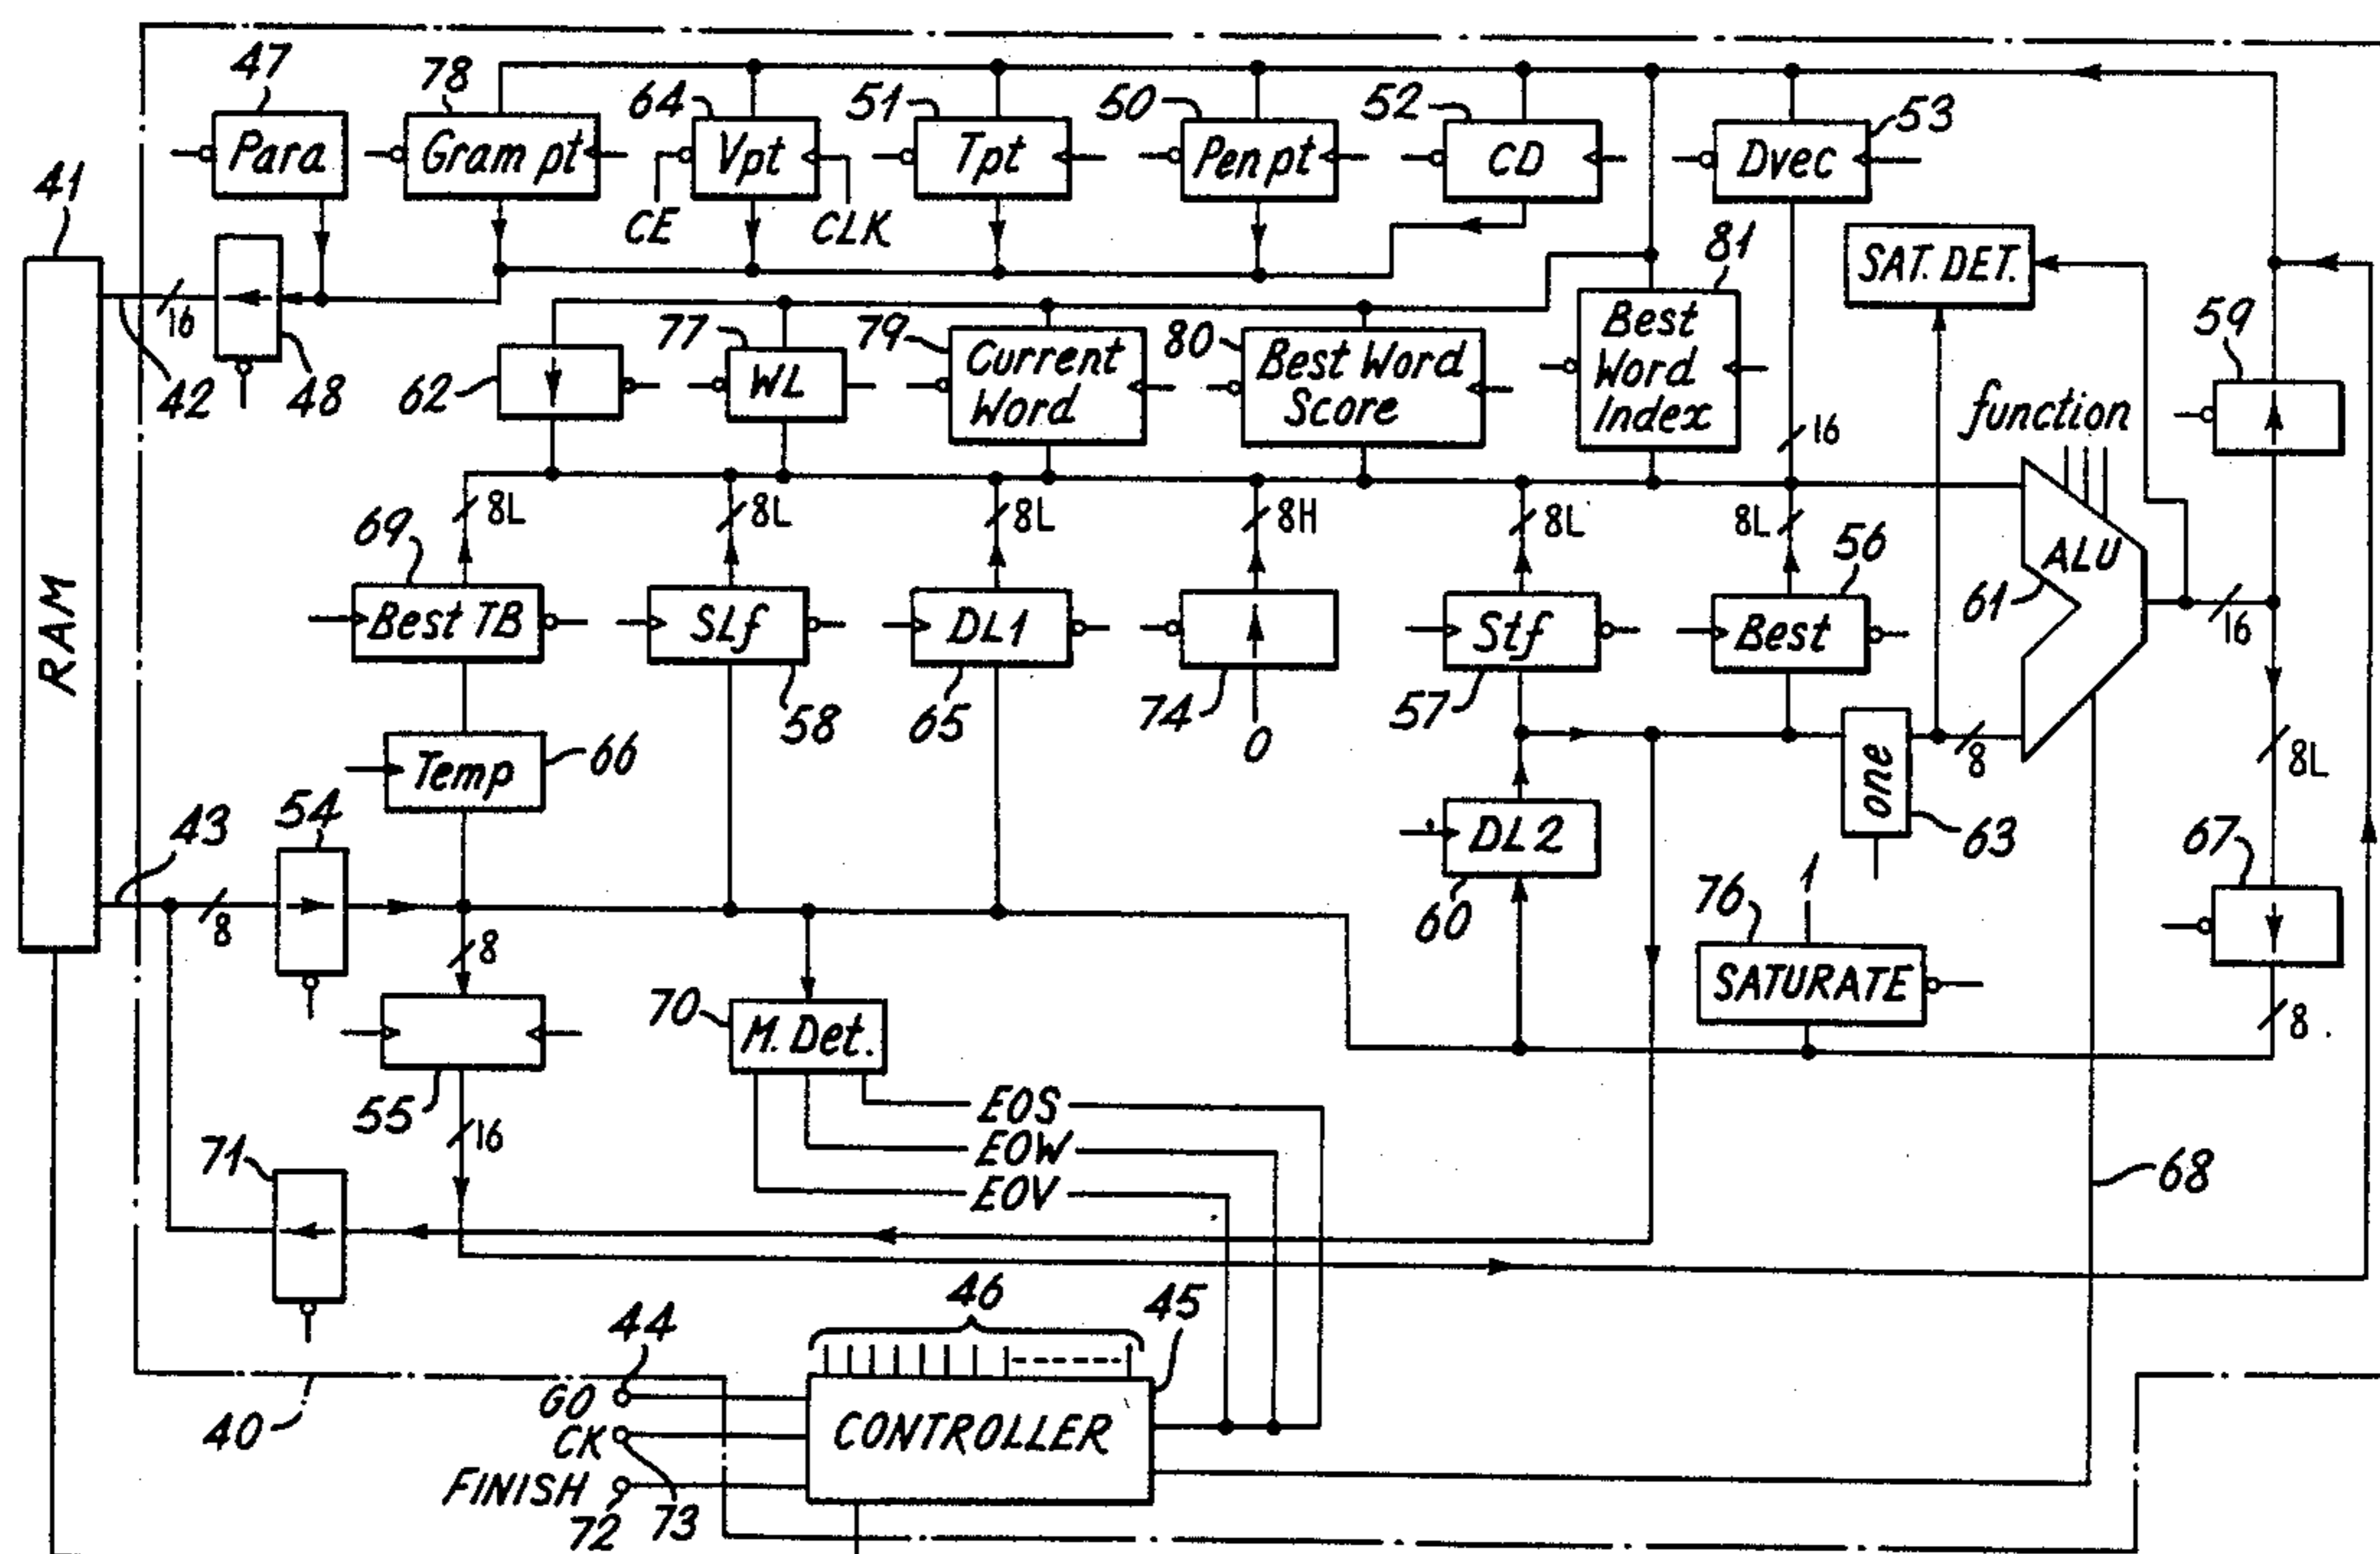 47
78
64
51
50
52
53
Para
Gram pt
Vpt
Tpt
Pen pt
CD
Dvec
41
CE
CLK
81
SAT. DET.
16
42
48
62
77
WL
79
Current
Word
80
Best Word
Score
Best
Word
Index
16
function
59
RAM
8L
8L
8L
8H
8L
8L
69
56
ALU
61
16
Best TB
SLf
DL1
Stf
Best
58
65
74
57
0
Temp
66
one
8
8L
43
54
DL2
63
67
8
8
60
76
1
SATURATE
70
M. Det.
8
55
EOS
16
EOW
71
EOV
68
46
45
44
GO
CK
CONTROLLER
40
FINISH
72
73